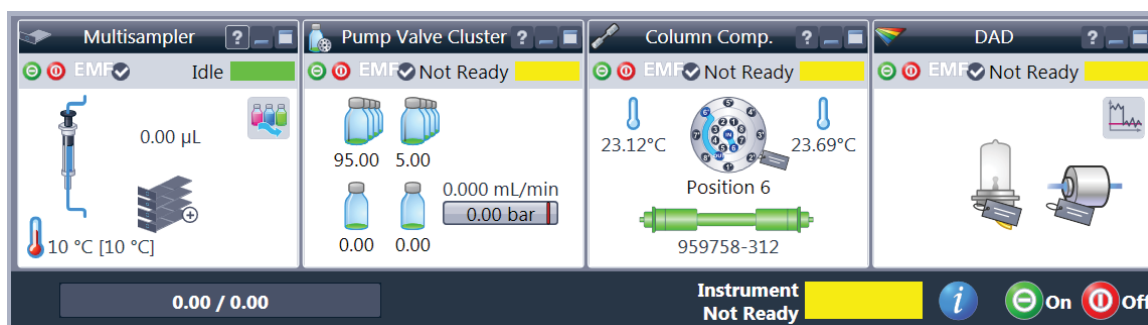 Multisampler ?
EMF Idle
0.00 µL
10 °C [10 °C]
Pump Valve Cluster ?
EMF Not Ready
95.00 5.00
0.000 mL/min
0.00 bar
0.00 0.00
Column Comp. ?
EMF Not Ready
23.12°C 23.69°C
Position 6
959758-312
DAD ?
EMF Not Ready
0.00 / 0.00
Instrument
Not Ready
i On Off